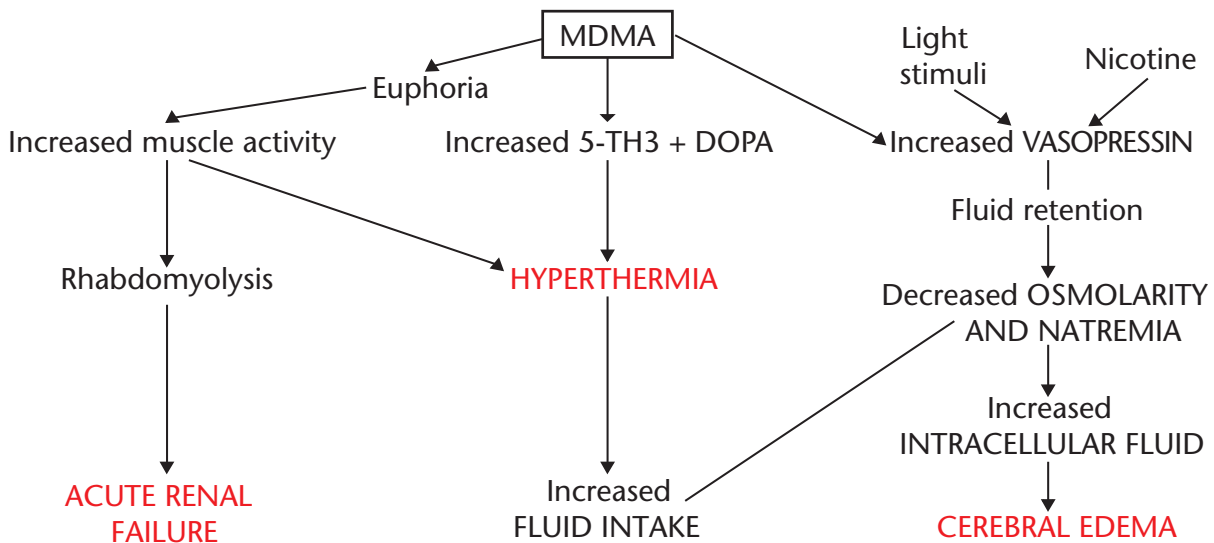 MDMA
Light
stimuli
Nicotine
Euphoria
Increased muscle activity
Increased 5-TH3 + DOPA
Increased VASOPRESSIN
Fluid retention
Rhabdomyolysis
HYPERTHERMIA
Decreased OSMOLARITY
AND NATREMIA
Increased
INTRACELLULAR FLUID
ACUTE RENAL
FAILURE
Increased
FLUID INTAKE
CEREBRAL EDEMA